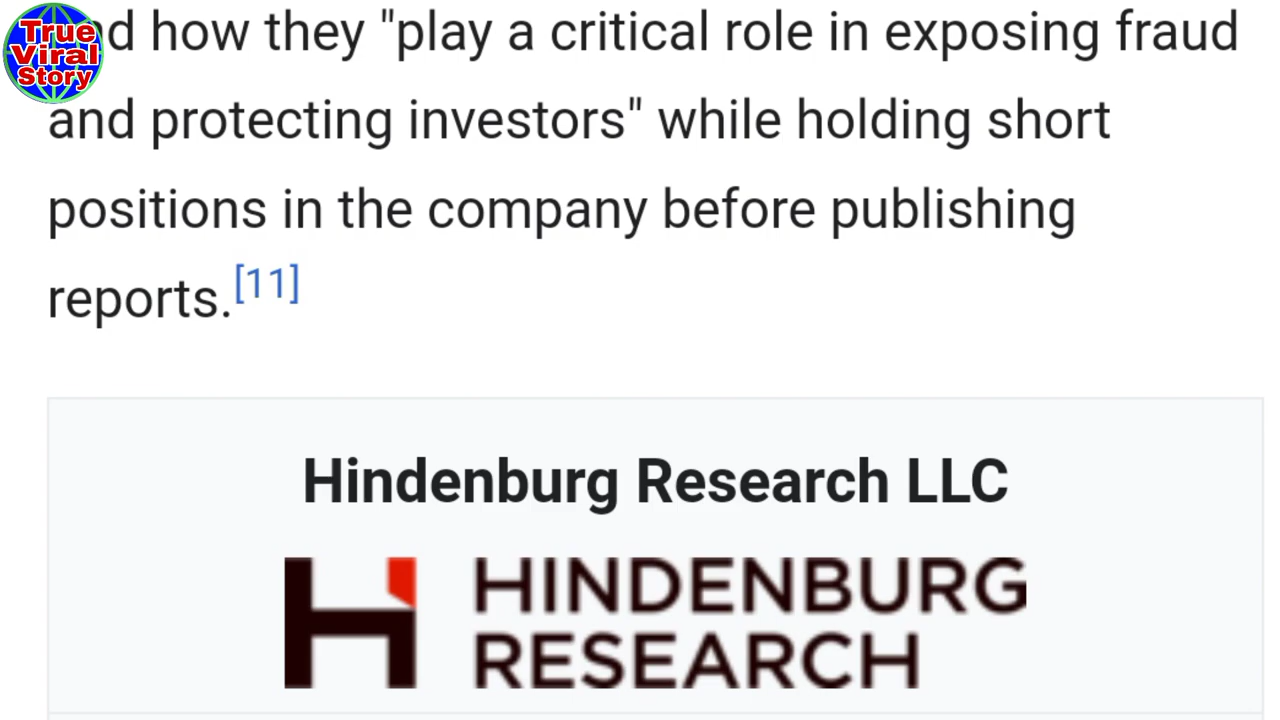 True
Viral
Story
nd how they "play a critical role in exposing fraud
and protecting investors" while holding short
positions in the company before publishing
reports.[11]
Hindenburg Research LLC
HINDENBURG
RESEARCH